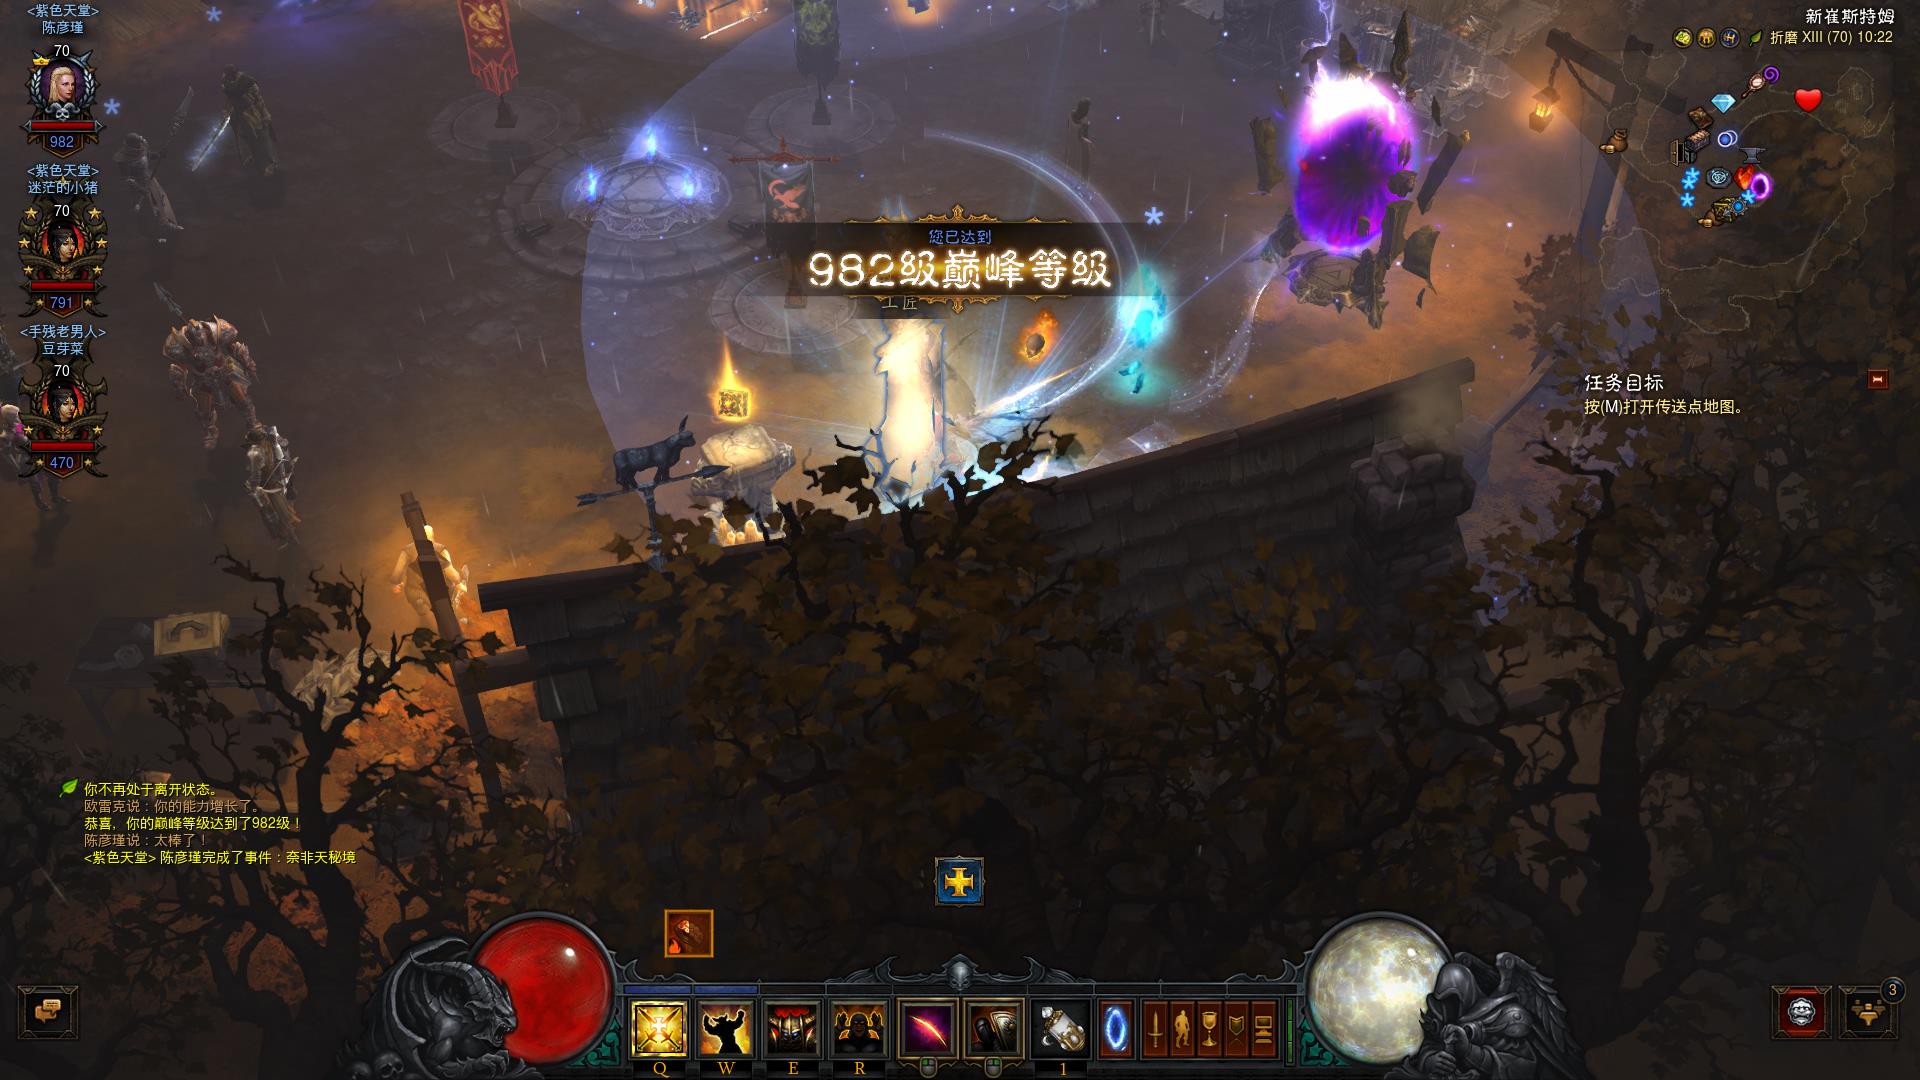 <紫色天堂>
陈彦瑾
70
982
<紫色天堂>
迷茫的小猪
70
791
<手残老男人>
豆芽菜
70
470
您已达到
982级巅峰等级
工匠
新崔斯特姆
折磨 XIII (70) 10:22
任务目标
按(M)打开传送点地图。
你不再处于离开状态。
欧雷克说：你的能力增长了。
恭喜，你的巅峰等级达到了982级！
陈彦瑾说：太棒了！
<紫色天堂> 陈彦瑾完成了事件：奈非天秘境
Q
W
E
R
1
3